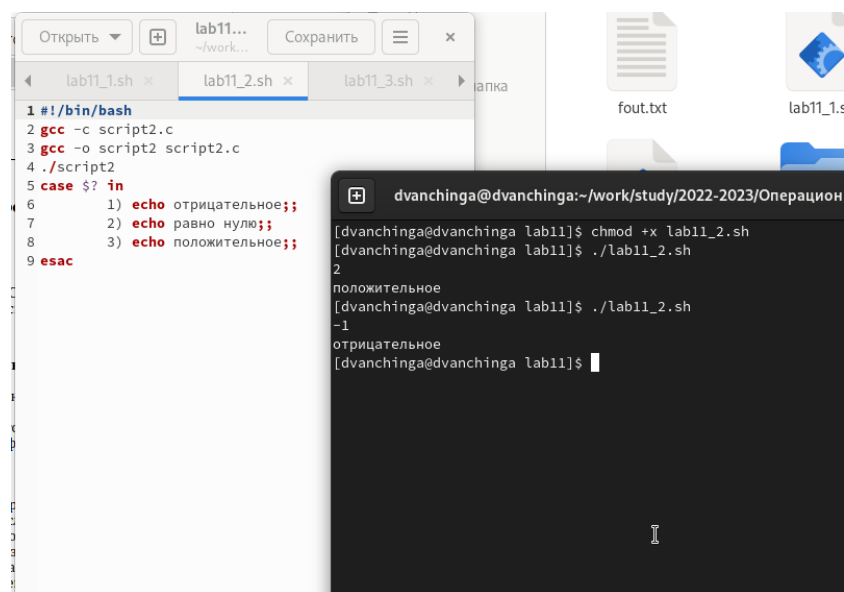 Открыть
lab11...
~/work...
Сохранить
lab11_1.sh
lab11_2.sh
lab11_3.sh
1 #!/bin/bash
2 gcc -c script2.c
3 gcc -o script2 script2.c
4 ./script2
5 case $? in
6 1) echo отрицательное;;
7 2) echo равно нулю;;
8 3) echo положительное;;
9 esac
апка
fout.txt
lab11_1.s
dvanchinga@dvanchinga:~/work/study/2022-2023/Операцион
[dvanchinga@dvanchinga lab11]$ chmod +x lab11_2.sh
[dvanchinga@dvanchinga lab11]$ ./lab11_2.sh
2
положительное
[dvanchinga@dvanchinga lab11]$ ./lab11_2.sh
-1
отрицательное
[dvanchinga@dvanchinga lab11]$